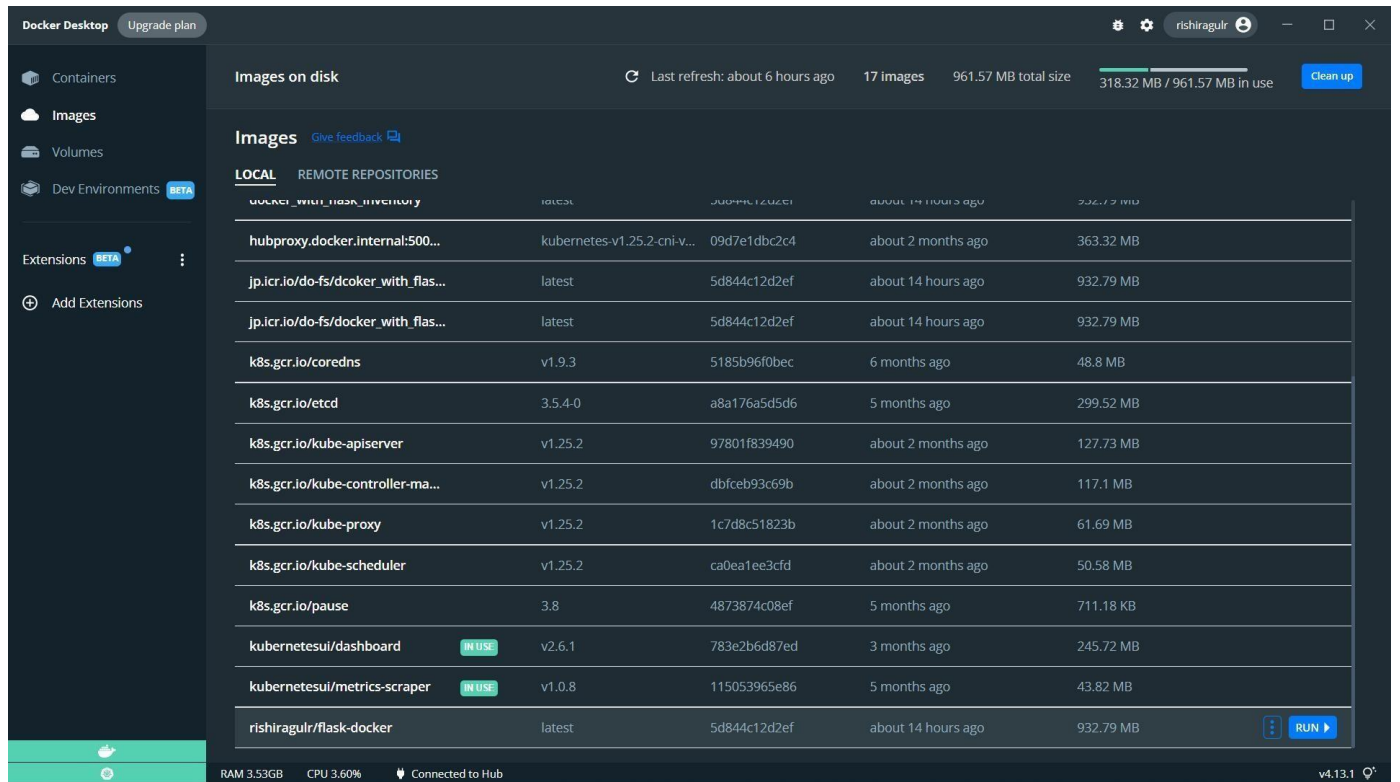 Docker Desktop Upgrade plan rishiragulr
Containers
Images
Volumes
Dev Environments BETA
Extensions BETA
Add Extensions
Images on disk Last refresh: about 6 hours ago 17 images 961.57 MB total size 318.32 MB / 961.57 MB in use Clean up
Images Give feedback
LOCAL REMOTE REPOSITORIES
docker_with_flask_inventory latest 5d844c12d2ef about 14 hours ago 932.79 MB
hubproxy.docker.internal:500... kubernetes-v1.25.2-cni-v... 09d7e1dbc2c4 about 2 months ago 363.32 MB
jp.icr.io/do-fs/dcoker_with_flas... latest 5d844c12d2ef about 14 hours ago 932.79 MB
jp.icr.io/do-fs/docker_with_flas... latest 5d844c12d2ef about 14 hours ago 932.79 MB
k8s.gcr.io/coredns v1.9.3 5185b96f0bec 6 months ago 48.8 MB
k8s.gcr.io/etcd 3.5.4-0 a8a176a5d5d6 5 months ago 299.52 MB
k8s.gcr.io/kube-apiserver v1.25.2 97801f839490 about 2 months ago 127.73 MB
k8s.gcr.io/kube-controller-ma... v1.25.2 dbfceb93c69b about 2 months ago 117.1 MB
k8s.gcr.io/kube-proxy v1.25.2 1c7d8c51823b about 2 months ago 61.69 MB
k8s.gcr.io/kube-scheduler v1.25.2 ca0ea1ee3cfd about 2 months ago 50.58 MB
k8s.gcr.io/pause 3.8 4873874c08ef 5 months ago 711.18 KB
kubernetesui/dashboard IN USE v2.6.1 783e2b6d87ed 3 months ago 245.72 MB
kubernetesui/metrics-scraper IN USE v1.0.8 115053965e86 5 months ago 43.82 MB
rishiragulr/flask-docker latest 5d844c12d2ef about 14 hours ago 932.79 MB RUN
RAM 3.53GB CPU 3.60% Connected to Hub v4.13.1